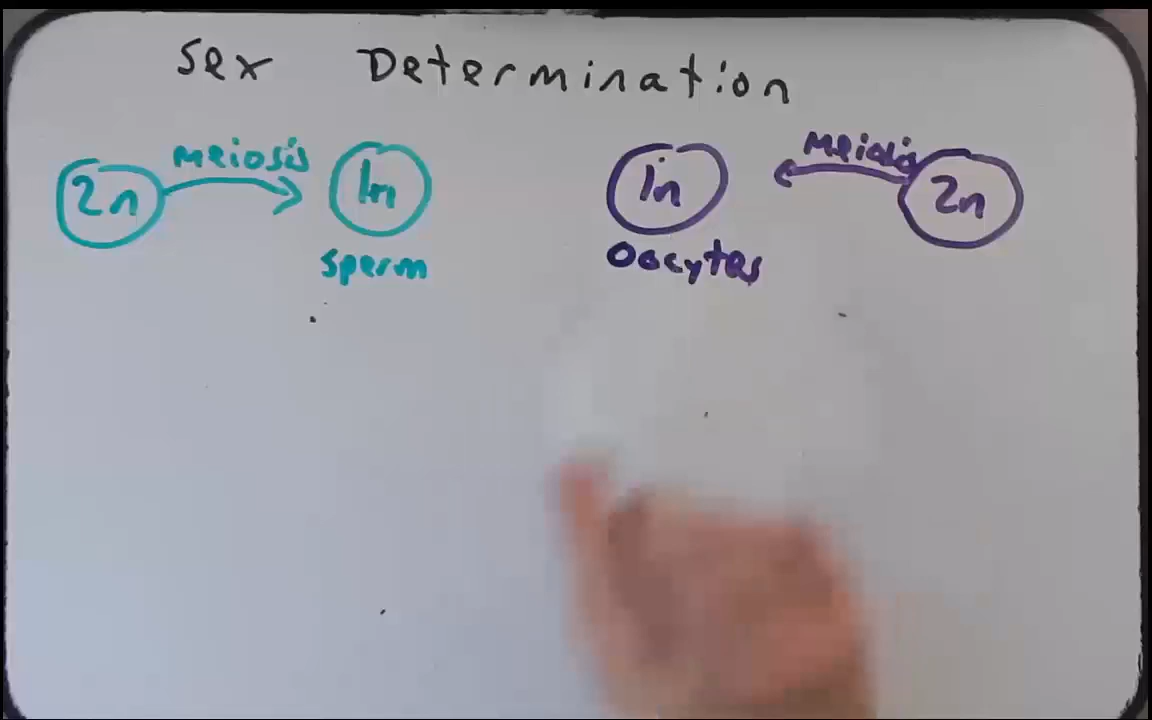 Sex Determination
2n meiosis 1n 1n Meiosis 2n
sperm Oocytes